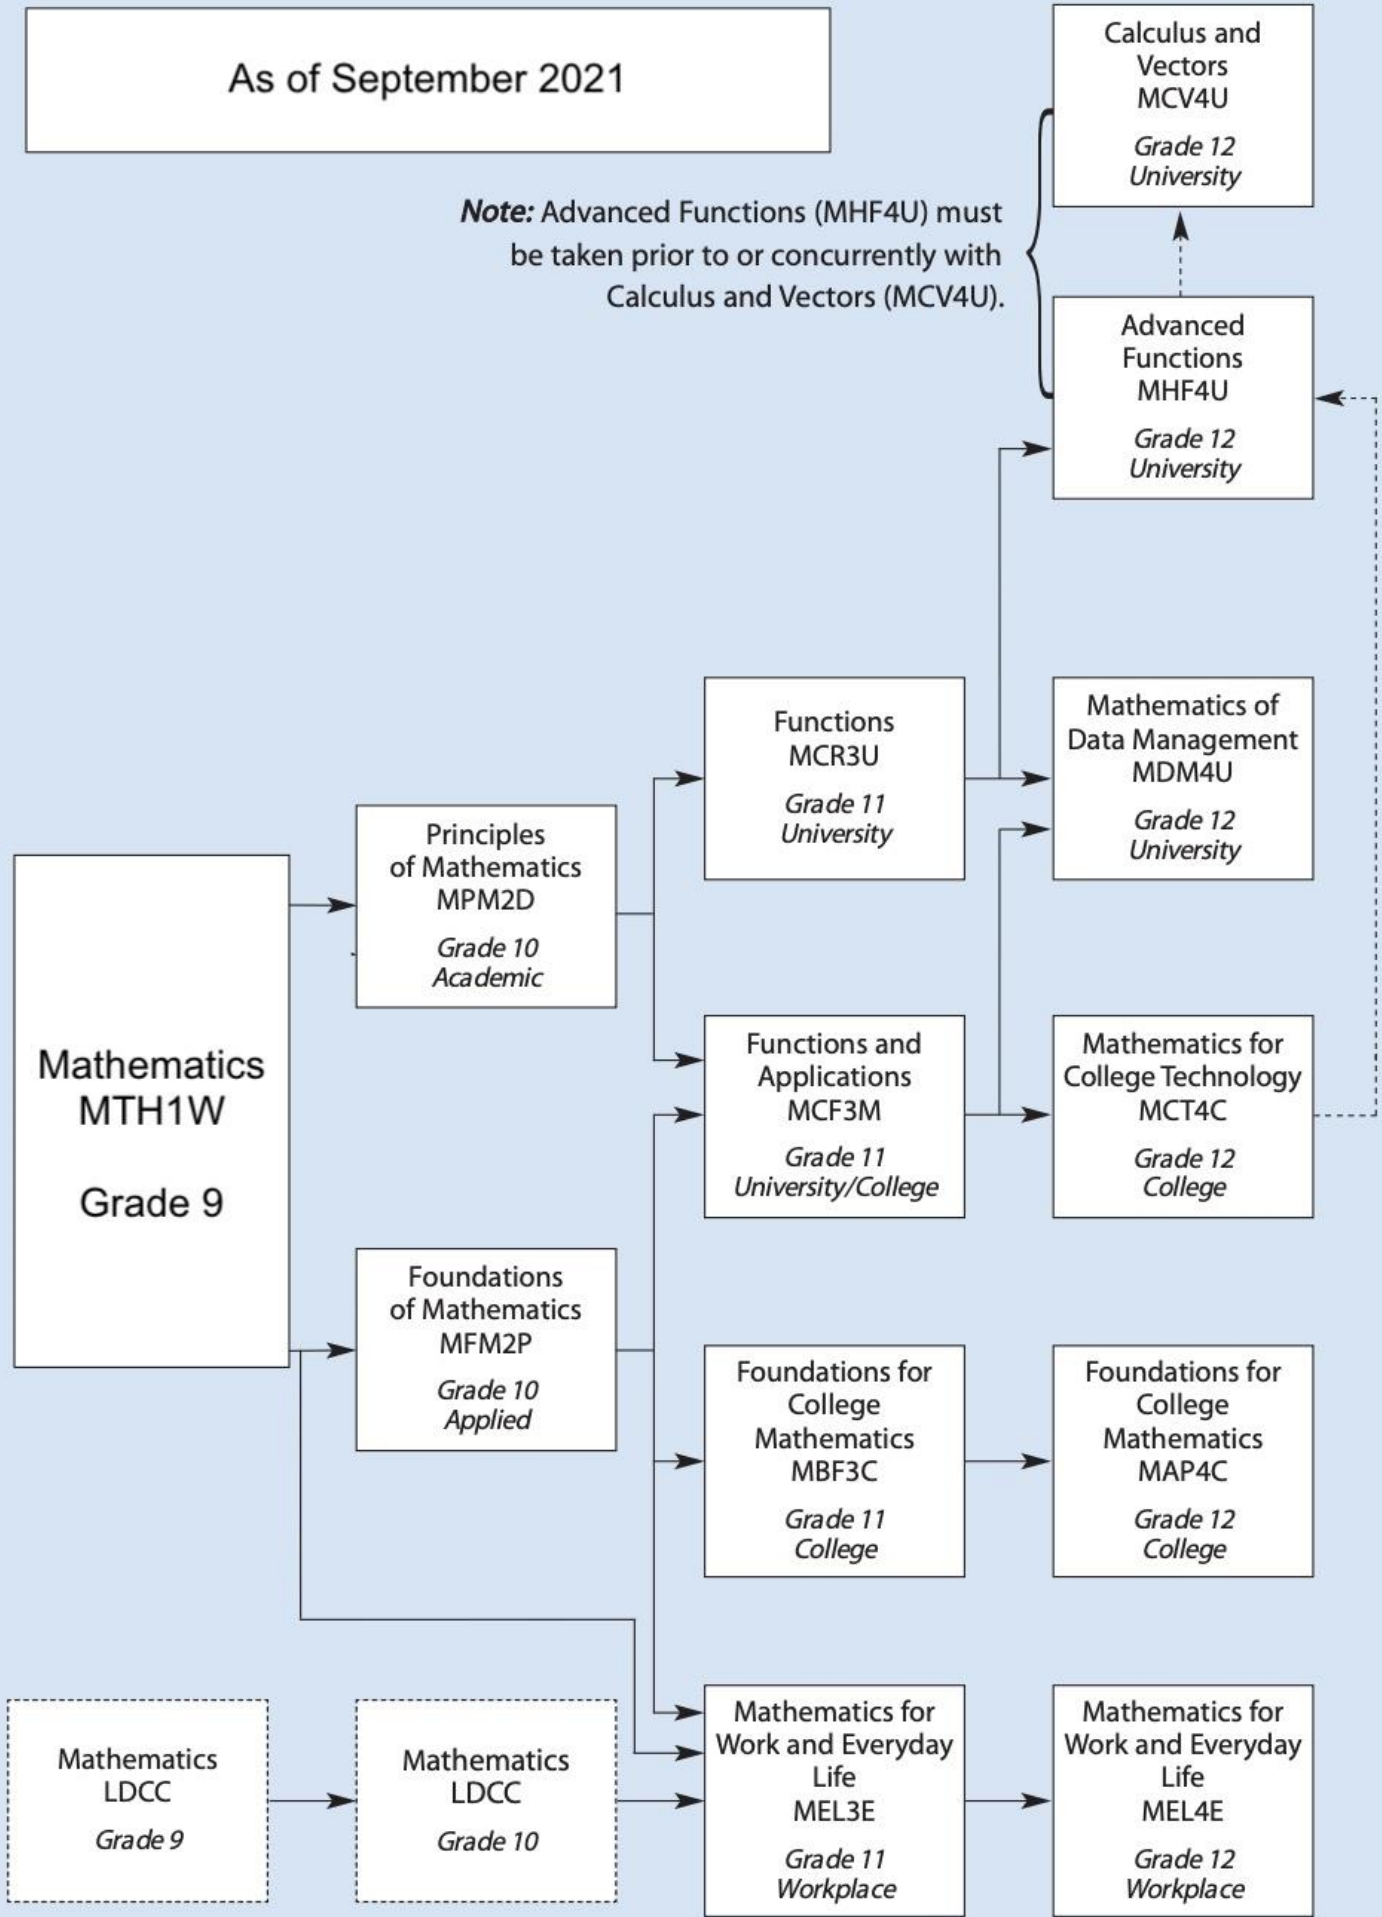 As of September 2021
Calculus and
Vectors
MCV4U
Grade 12
University
Note: Advanced Functions (MHF4U) must
be taken prior to or concurrently with
Calculus and Vectors (MCV4U).
Advanced
Functions
MHF4U
Grade 12
University
Functions
MCR3U
Grade 11
University
Mathematics of
Data Management
MDM4U
Grade 12
University
Principles
of Mathematics
MPM2D
Grade 10
Academic
Mathematics
MTH1W
Grade 9
Functions and
Applications
MCF3M
Grade 11
University/College
Mathematics for
College Technology
MCT4C
Grade 12
College
Foundations
of Mathematics
MFM2P
Grade 10
Applied
Foundations for
College
Mathematics
MBF3C
Grade 11
College
Foundations for
College
Mathematics
MAP4C
Grade 12
College
Mathematics
LDCC
Grade 9
Mathematics
LDCC
Grade 10
Mathematics for
Work and Everyday
Life
MEL3E
Grade 11
Workplace
Mathematics for
Work and Everyday
Life
MEL4E
Grade 12
Workplace